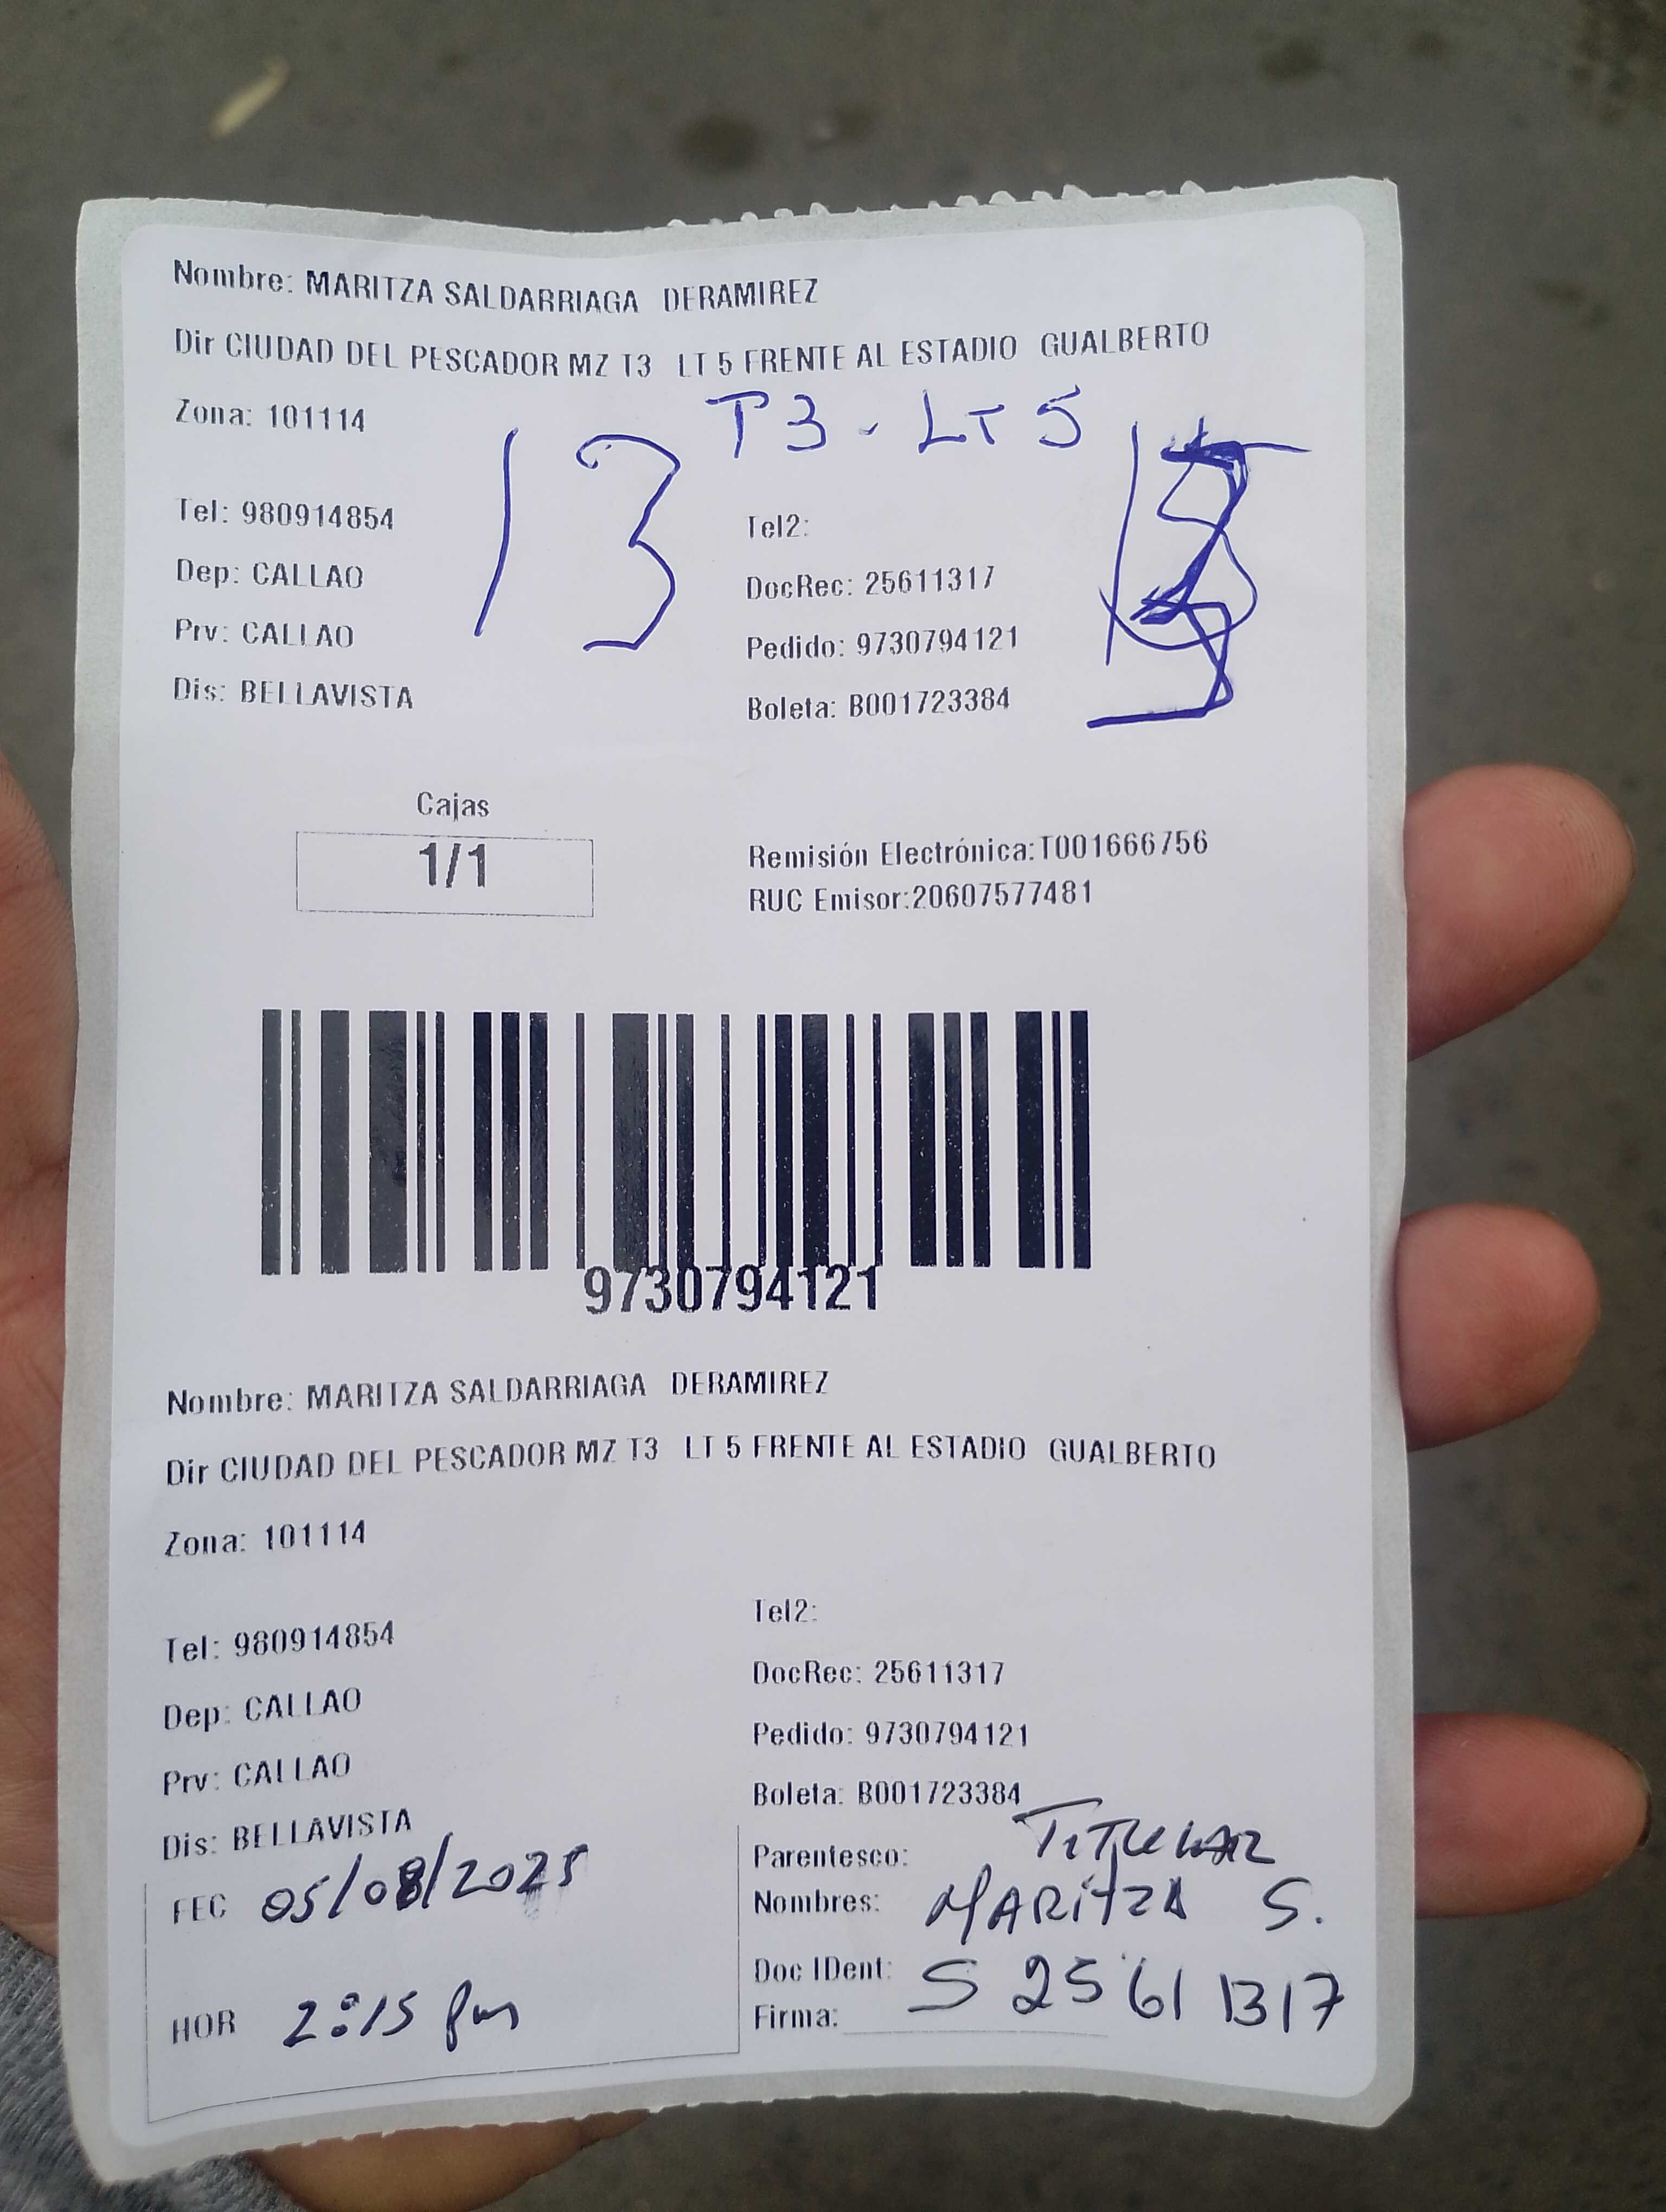 Nombre: MARITZA SALDARRIAGA DERAMIREZ
Dir CIUDAD DEL PESCADOR MZ T3 LT 5 FRENTE AL ESTADIO GUALBERTO
Zona: 101114
T3 - LT 5
13
Tel: 980914854
Tel2:
Dep: CALLAO
DocRec: 25611317
Prv: CALLAO
Pedido: 9730794121
Dis: BELLAVISTA
Boleta: B001723384
Cajas
1/1
Remisión Electrónica:T001666756
RUC Emisor:20607577481
9730794121
Nombre: MARITZA SALDARRIAGA DERAMIREZ
Dir CIUDAD DEL PESCADOR MZ T3 LT 5 FRENTE AL ESTADIO GUALBERTO
Zona: 101114
Tel: 980914854
Tel2:
Dep: CALLAO
DocRec: 25611317
Prv: CALLAO
Pedido: 9730794121
Dis: BELLAVISTA
Boleta: B001723384
FEC 05/08/2025
Parentesco: TITULAR
Nombres: MARITZA S.
HOR 2:15 pm
Doc IDent: S 25611317
Firma: